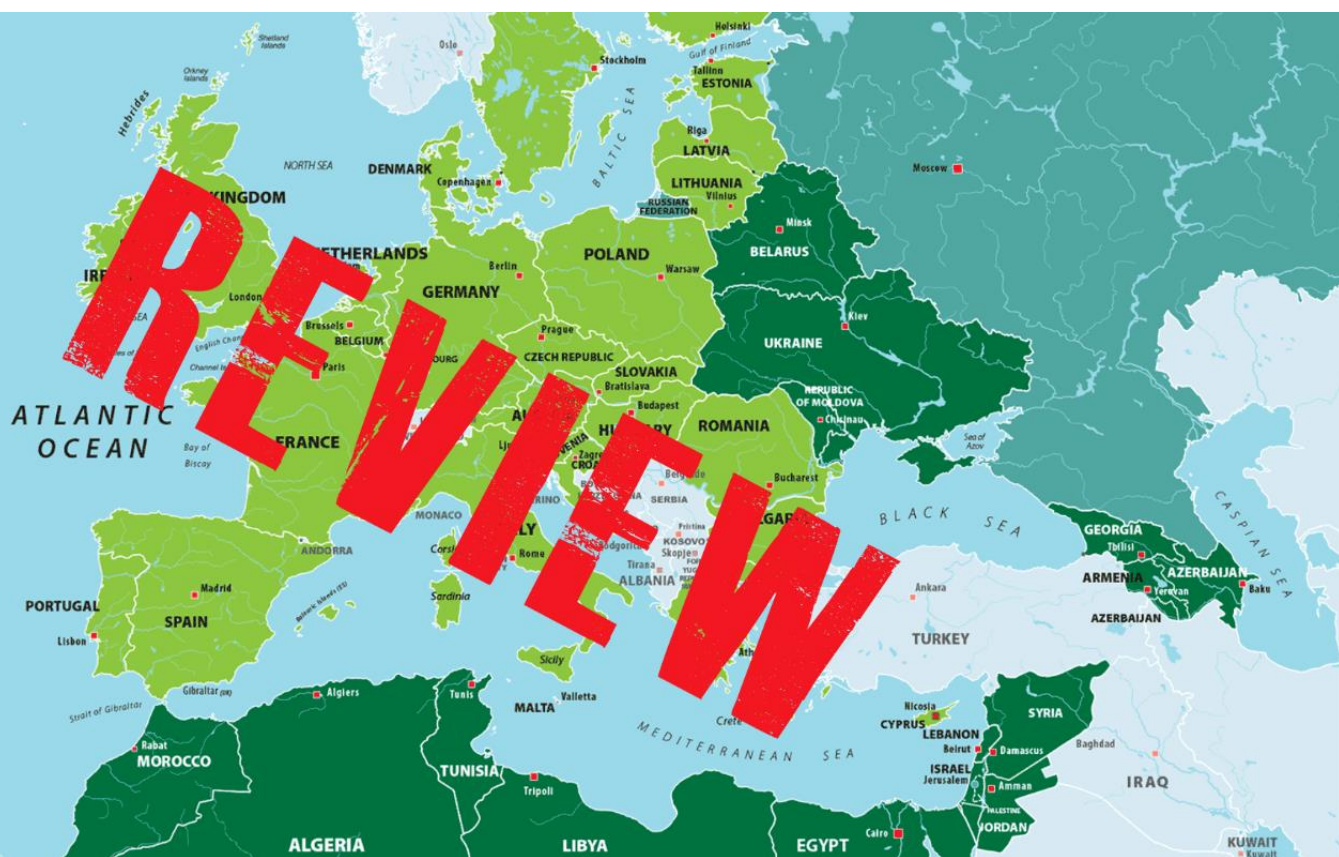 Helsinki
Shetland
Islands
Oslo
Gulf of Finland
Stockholm
Tallinn
ESTONIA
Orkney
Islands
Hebrides
BALTIC SEA
Riga
LATVIA
NORTH SEA
DENMARK
Moscow
Copenhagen
LITHUANIA
Vilnius
RUSSIAN
FEDERATION
KINGDOM
Minsk
BELARUS
REVIEW
POLAND
Berlin
Warsaw
GERMANY
London
Kiev
Brussels
BELGIUM
Prague
UKRAINE
English
CZECH REPUBLIC
Paris
SLOVAKIA
Bratislava
REPUBLIC
OF MOLDOVA
Chisinau
Budapest
ATLANTIC
OCEAN
FRANCE
ROMANIA
Sea of
Azov
Bay of
Biscay
Bucharest
Belgrade
SERBIA
MONACO
BLACK SEA
CASPIAN SEA
ANDORRA
Pristina
KOSOVO
Skopje
Tirana
ALBANIA
Rome
GEORGIA
Tbilisi
ARMENIA
AZERBAIJAN
Yerevan
Baku
AZERBAIJAN
Madrid
Balearic Islands (ES)
Sardinia
Ankara
PORTUGAL
SPAIN
Lisbon
TURKEY
Sicily
Gibraltar (UK)
Strait of Gibraltar
Algiers
Tunis
MALTA
Valletta
Crete
MEDITERRANEAN SEA
Nicosia
CYPRUS
SYRIA
LEBANON
Beirut
Damascus
Baghdad
Rabat
MOROCCO
TUNISIA
Tripoli
ISRAEL
Jerusalem
Amman
PALESTINE
JORDAN
IRAQ
ALGERIA
LIBYA
EGYPT
Cairo
KUWAIT
Kuwait